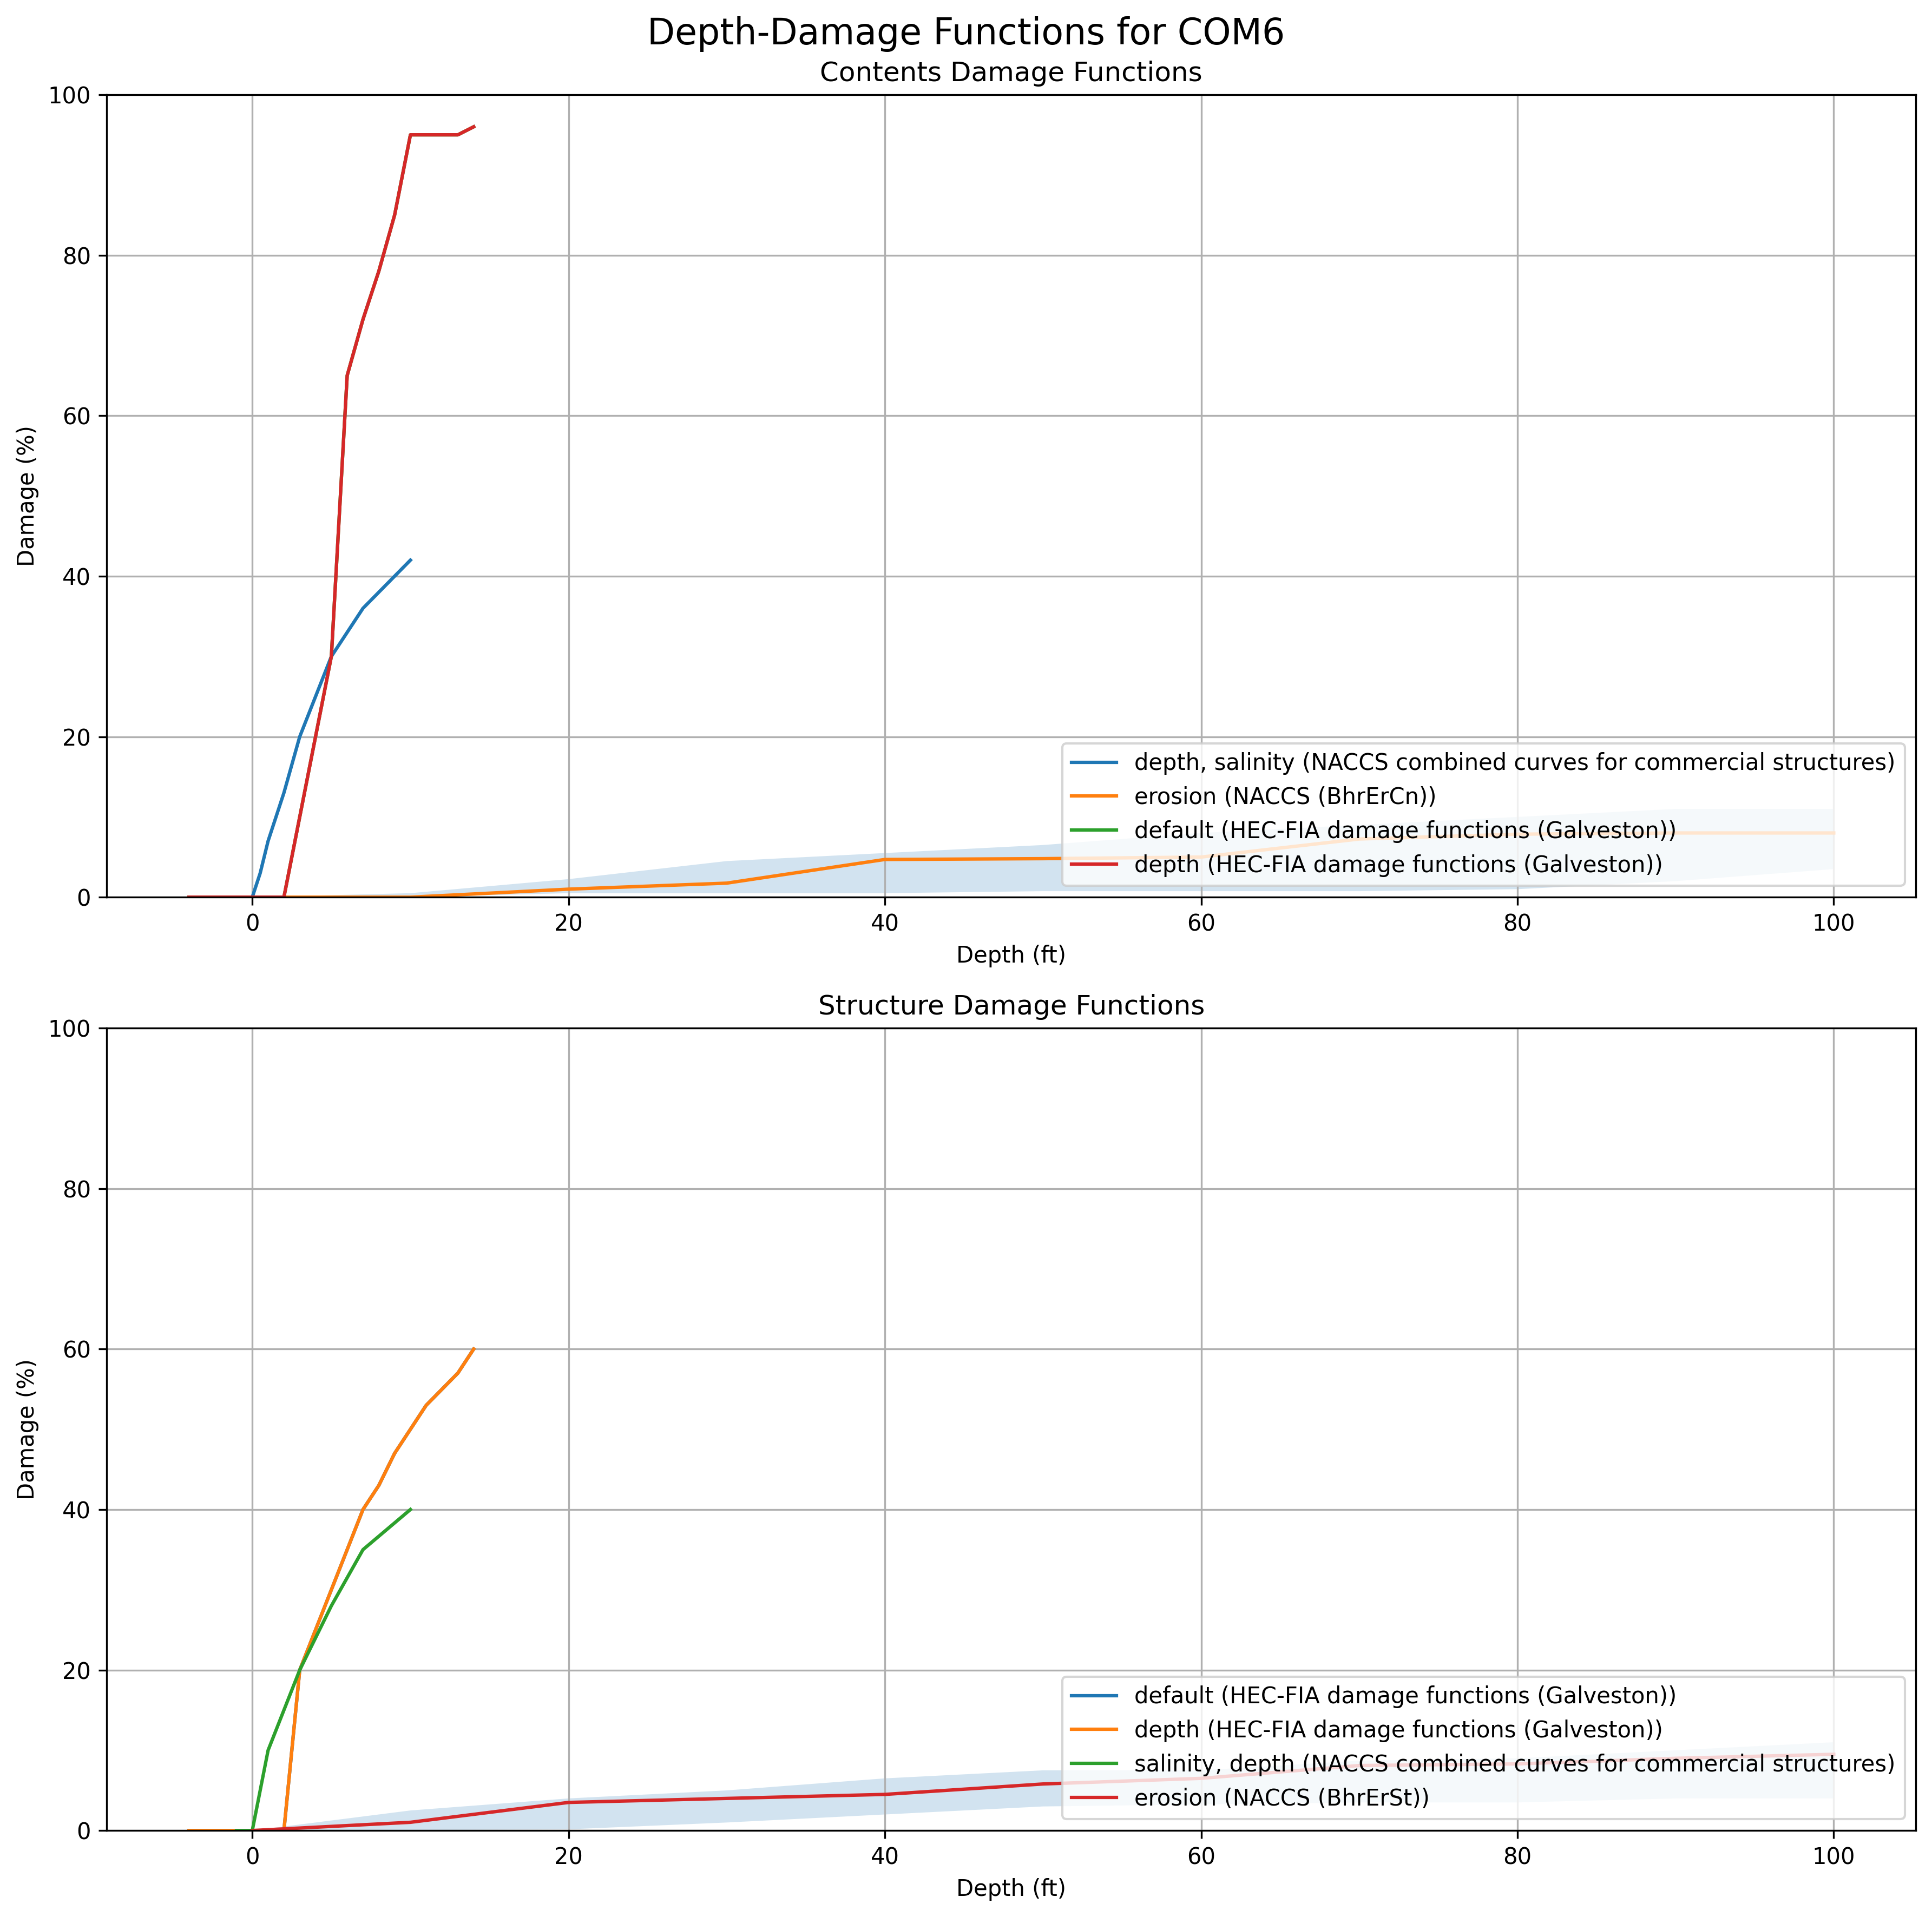 Depth-Damage Functions for COM6
Contents Damage Functions
100
80
60
40
20
0
Damage (%)
depth, salinity (NACCS combined curves for commercial structures)
erosion (NACCS (BhrErCn))
default (HEC-FIA damage functions (Galveston))
depth (HEC-FIA damage functions (Galveston))
0 20 40 60 80 100
Depth (ft)
Structure Damage Functions
100
80
60
40
20
0
Damage (%)
default (HEC-FIA damage functions (Galveston))
depth (HEC-FIA damage functions (Galveston))
salinity, depth (NACCS combined curves for commercial structures)
erosion (NACCS (BhrErSt))
0 20 40 60 80 100
Depth (ft)